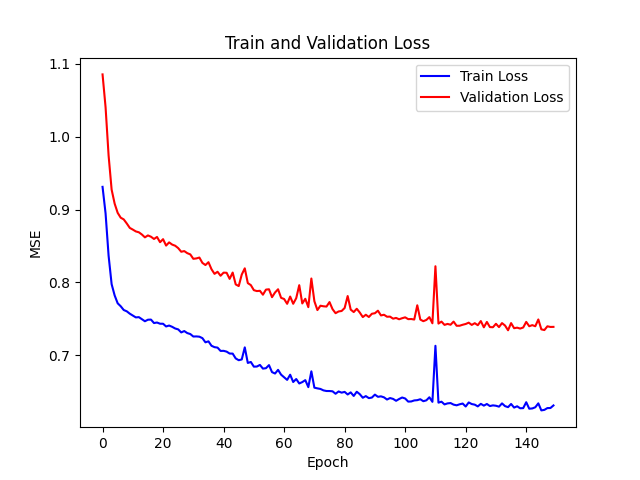 Train and Validation Loss
Train Loss
Validation Loss
MSE
1.1
1.0
0.9
0.8
0.7
0 20 40 60 80 100 120 140
Epoch